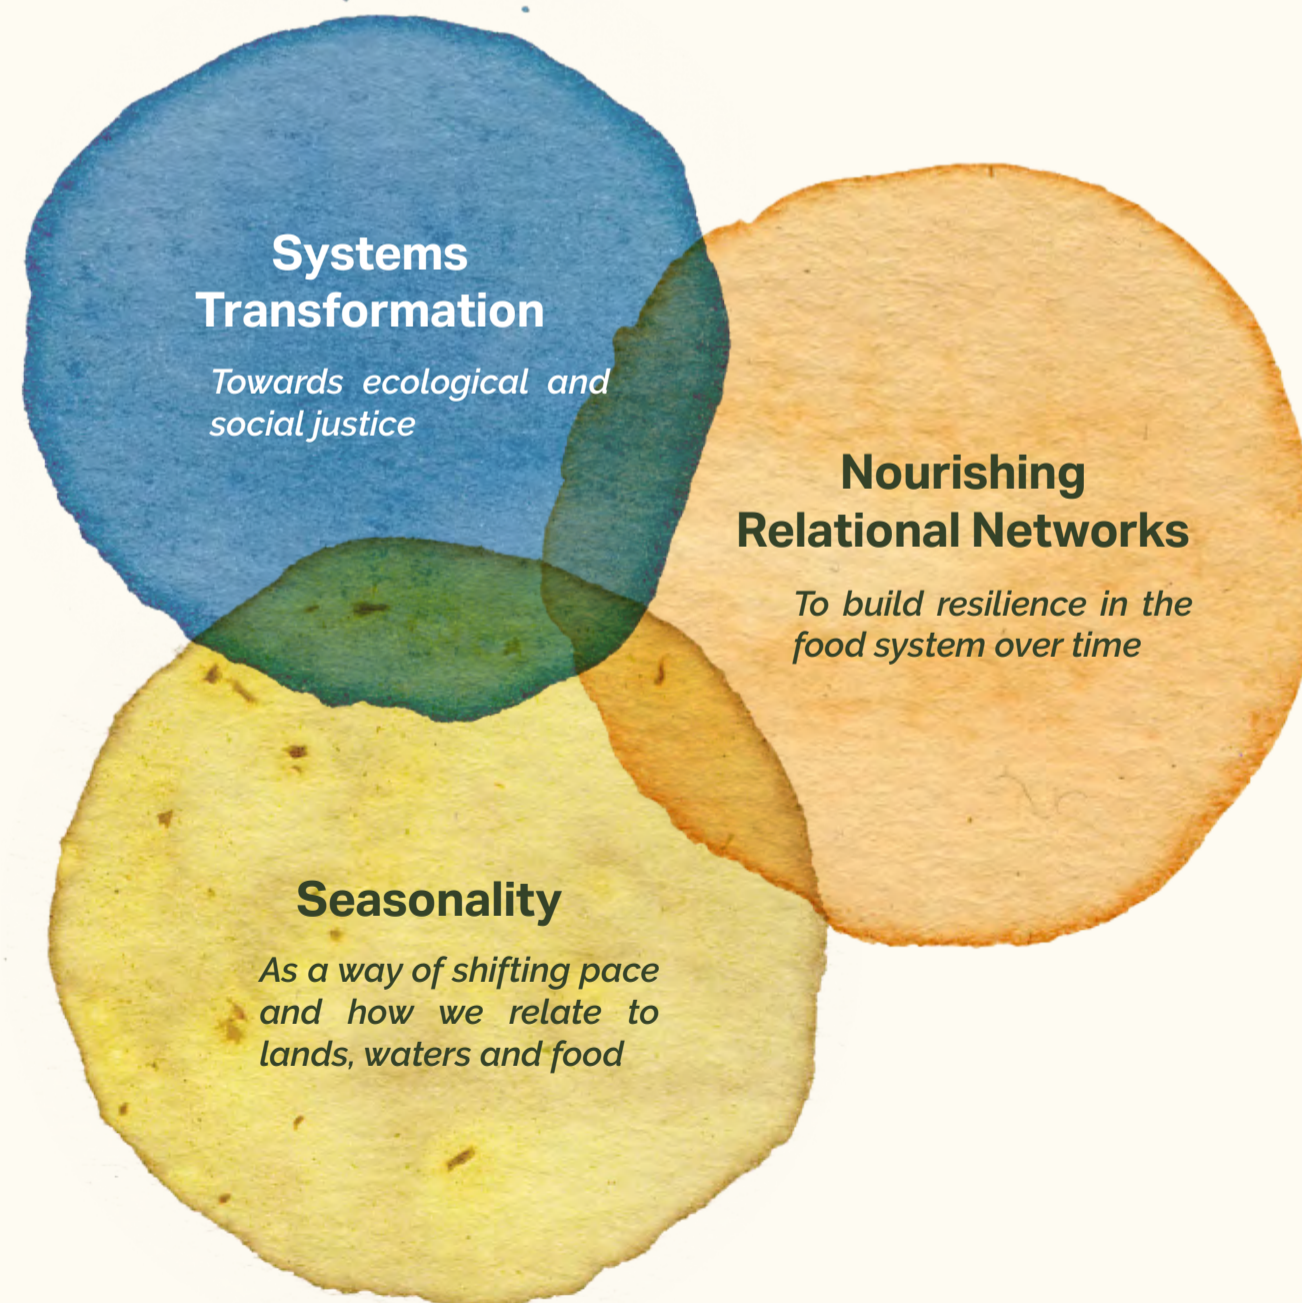 Systems
Transformation
Towards ecological and
social justice
Nourishing
Relational Networks
To build resilience in the
food system over time
Seasonality
As a way of shifting pace
and how we relate to
lands, waters and food